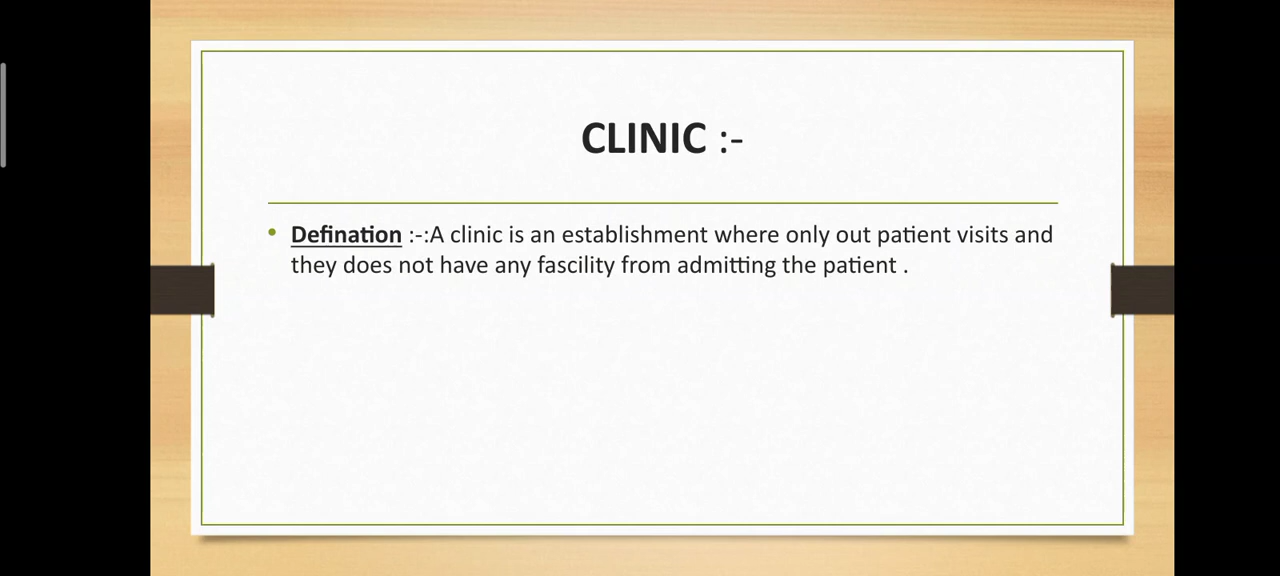 CLINIC :-
• Defination :-:A clinic is an establishment where only out patient visits and
they does not have any fascility from admitting the patient .